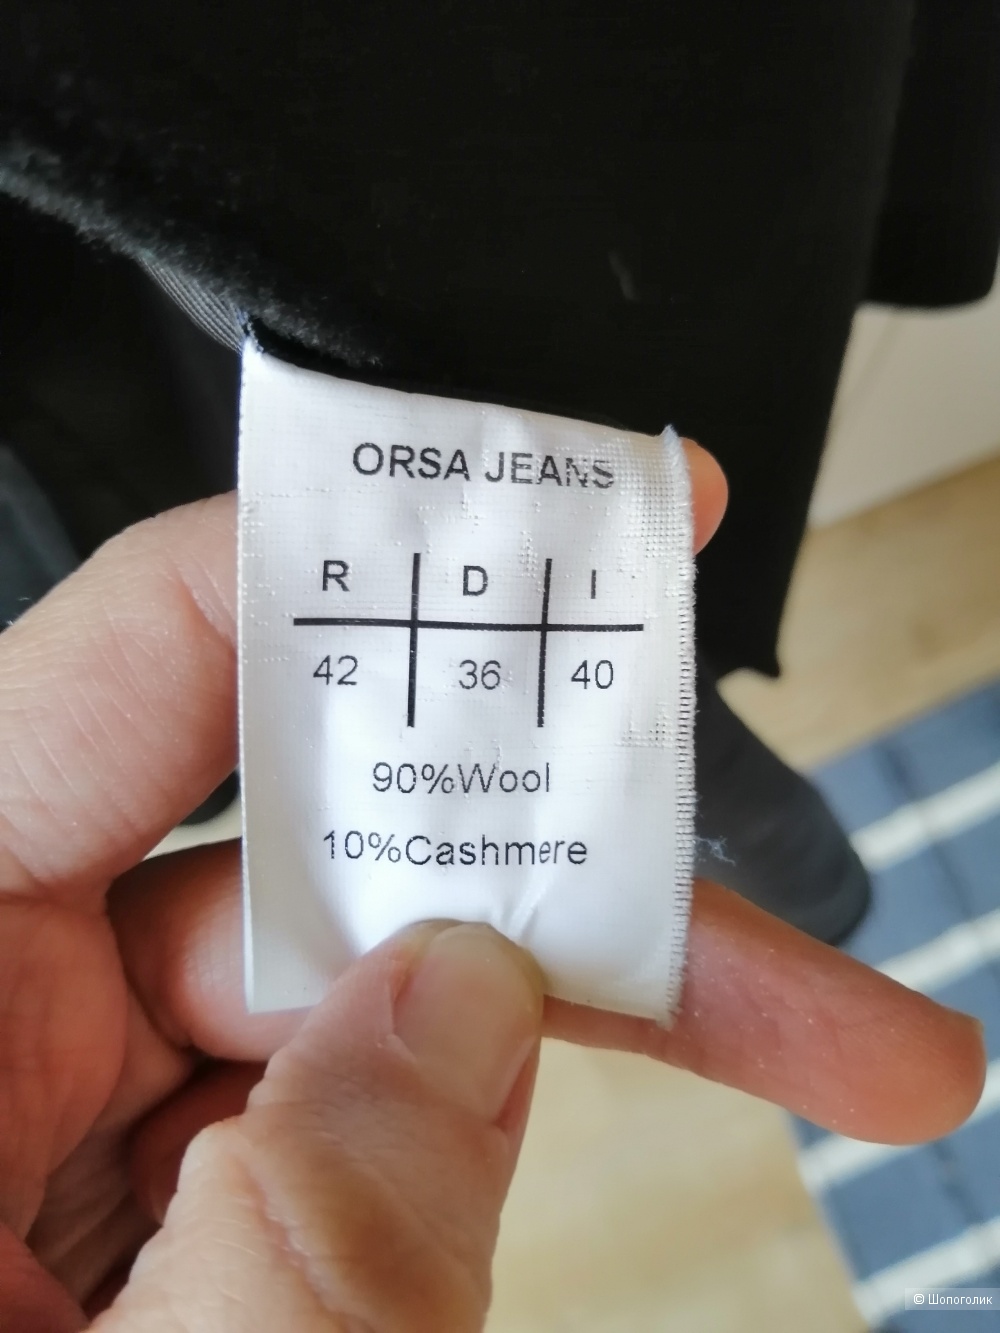 ORSA JEANS
R D I
42 36 40
90%Wool
10%Cashmere
© Шопоголик